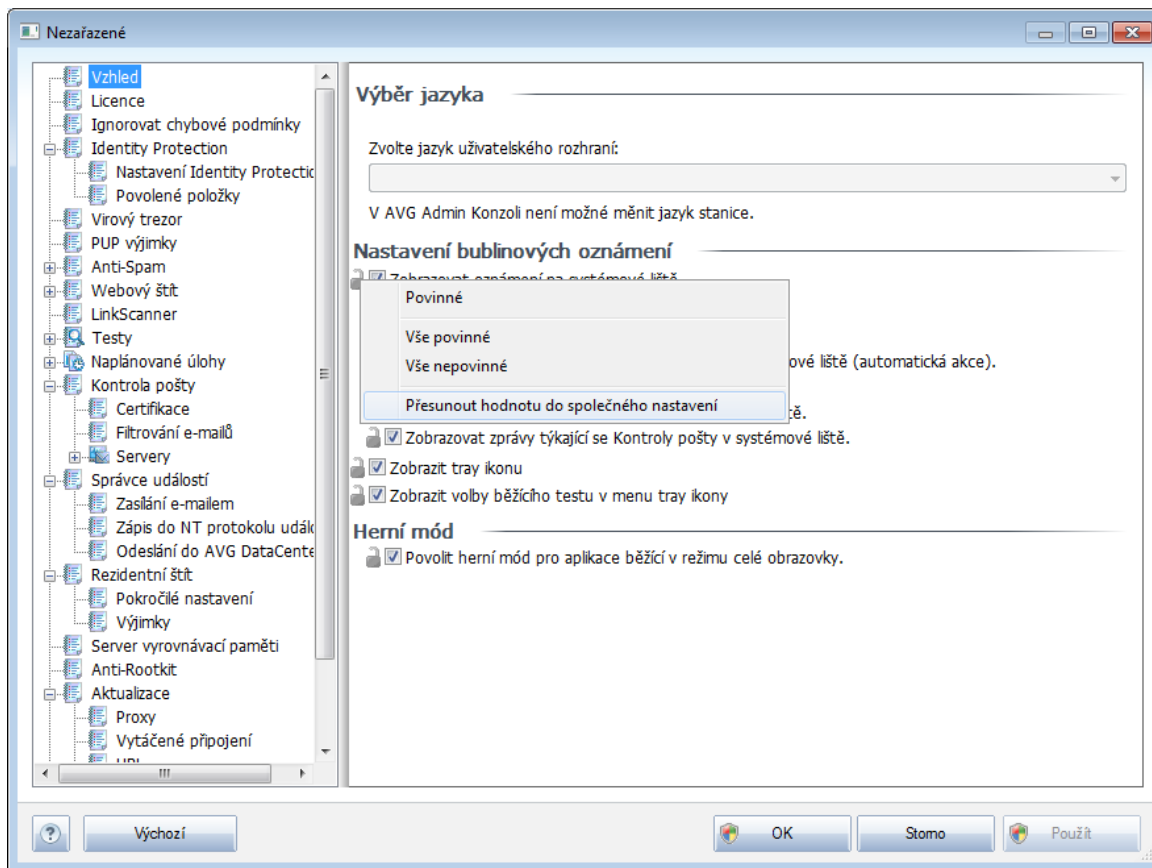 Nezařazené
Vzhled
Licence
Ignorovat chybové podmínky
Identity Protection
Nastavení Identity Protectic
Povolené položky
Virový trezor
PUP výjimky
Anti-Spam
Webový štít
LinkScanner
Testy
Naplánované úlohy
Kontrola pošty
Certifikace
Filtrování e-mailů
Servery
Správce událostí
Zasílání e-mailem
Zápis do NT protokolu událc
Odeslání do AVG DataCente
Rezidentní štít
Pokročilé nastavení
Výjimky
Server vyrovnávací paměti
Anti-Rootkit
Aktualizace
Proxy
Vytáčené připojení
Výběr jazyka
Zvolte jazyk uživatelského rozhraní:
V AVG Admin Konzoli není možné měnit jazyk stanice.
Nastavení bublinových oznámení
Zobrazovat oznámení na systémové liště
Povinné
Vše povinné
Vše nepovinné
ové liště (automatická akce).
Přesunout hodnotu do společného nastavení
tě.
Zobrazovat zprávy týkající se Kontroly pošty v systémové liště.
Zobrazit tray ikonu
Zobrazit volby běžícího testu v menu tray ikony
Herní mód
Povolit herní mód pro aplikace běžící v režimu celé obrazovky.
? Výchozí OK Storno Použít